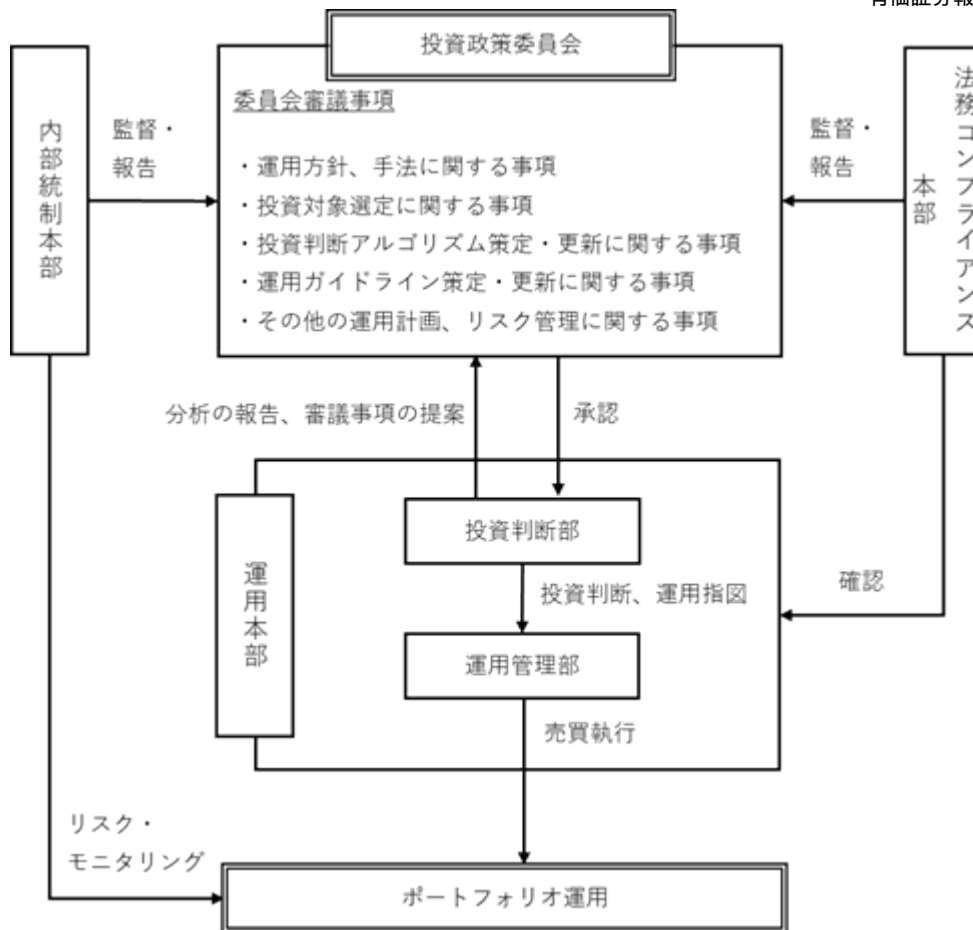 投資政策委員会
委員会審議事項
・運用方針、手法に関する事項
・投資対象選定に関する事項
・投資判断アルゴリズム策定・更新に関する事項
・運用ガイドライン策定・更新に関する事項
・その他の運用計画、リスク管理に関する事項
内部統制本部
監督・
報告
監督・
報告
法務コンプライアンス
本部
分析の報告、審議事項の提案
承認
運用本部
投資判断部
投資判断、運用指図
運用管理部
売買執行
確認
リスク・
モニタリング
ポートフォリオ運用